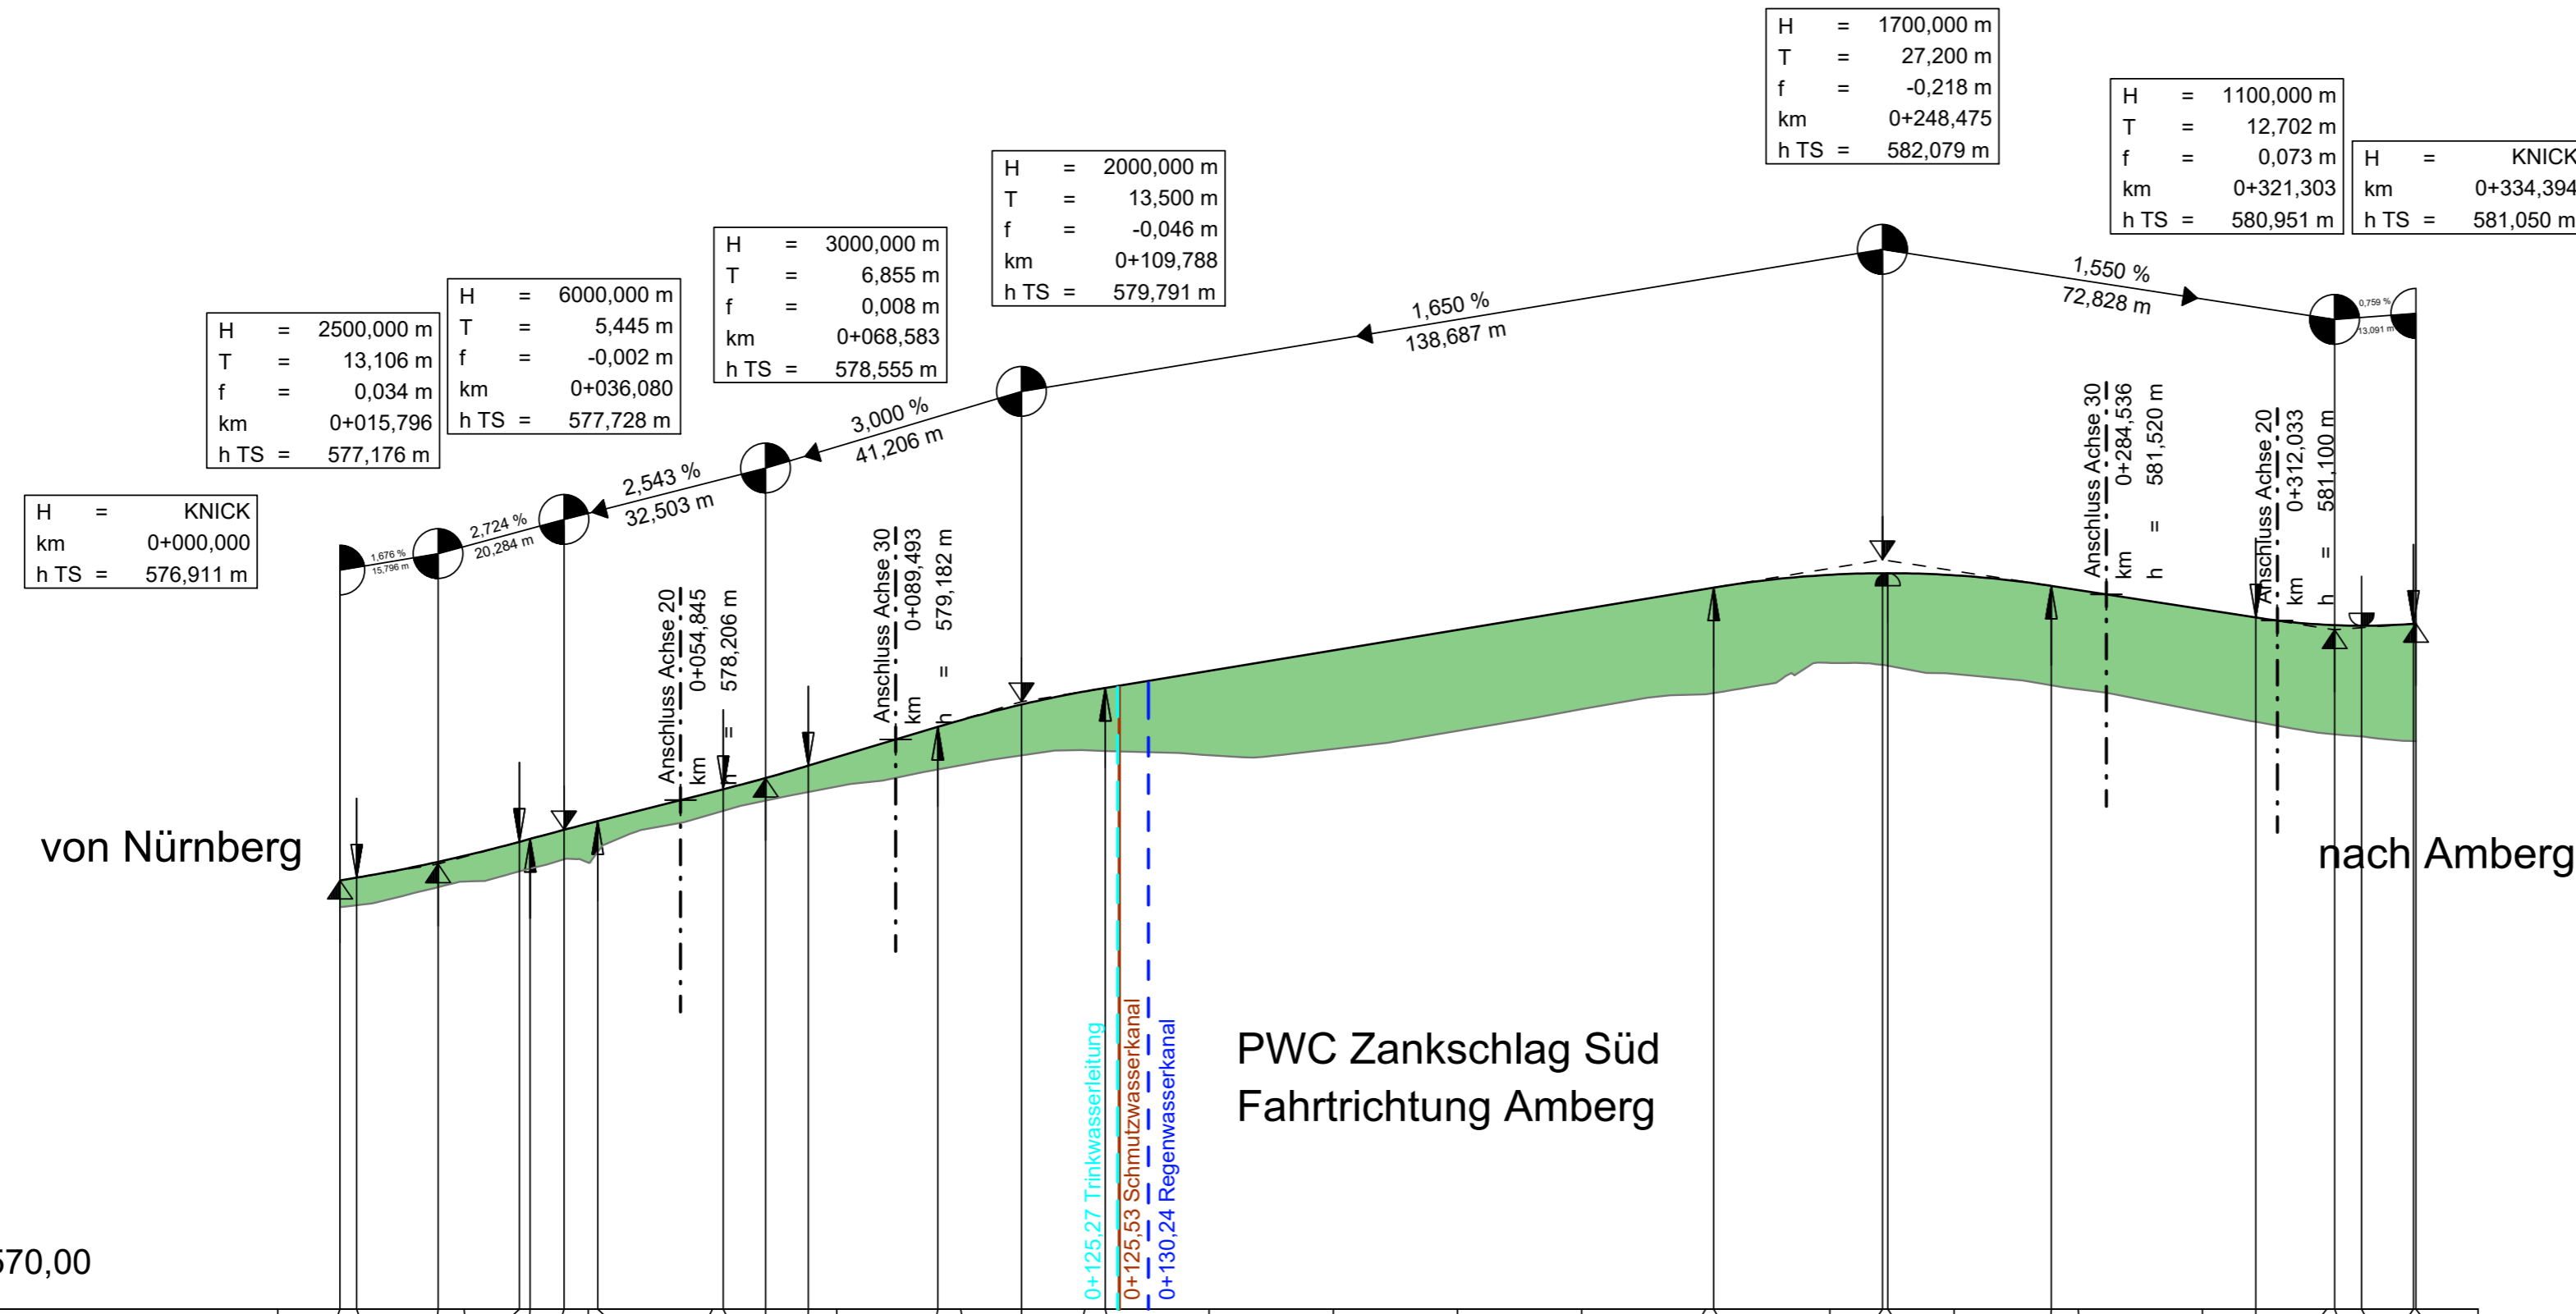 H = 1700,000 m
T = 27,200 m
f = -0,218 m
km 0+248,475
h TS = 582,079 m
H = 1100,000 m
T = 12,702 m
f = 0,073 m
km 0+321,303
h TS = 580,951 m
H = KNICK
km 0+334,394
h TS = 581,050 m
H = 2000,000 m
T = 13,500 m
f = -0,046 m
km 0+109,788
h TS = 579,791 m
H = 3000,000 m
T = 6,855 m
f = 0,008 m
km 0+068,583
h TS = 578,555 m
H = 6000,000 m
T = 5,445 m
f = -0,002 m
km 0+036,080
h TS = 577,728 m
H = 2500,000 m
T = 13,106 m
f = 0,034 m
km 0+015,796
h TS = 577,176 m
H = KNICK
km 0+000,000
h TS = 576,911 m
1,676 %
15,796 m
2,724 %
20,284 m
2,543 %
32,503 m
3,000 %
41,206 m
1,650 %
138,687 m
1,550 %
72,828 m
0,759 %
13,091 m
Anschluss Achse 20
km 0+054,845
h = 578,206 m
Anschluss Achse 30
km 0+089,493
h = 579,182 m
Anschluss Achse 30
km 0+284,536
h = 581,520 m
Anschluss Achse 20
km 0+312,033
h = 581,100 m
von Nürnberg
nach Amberg
0+125,27 Trinkwasserleitung
0+125,53 Schmutzwasserkanal
0+130,24 Regenwasserkanal
PWC Zankschlag Süd
Fahrtrichtung Amberg
570,00